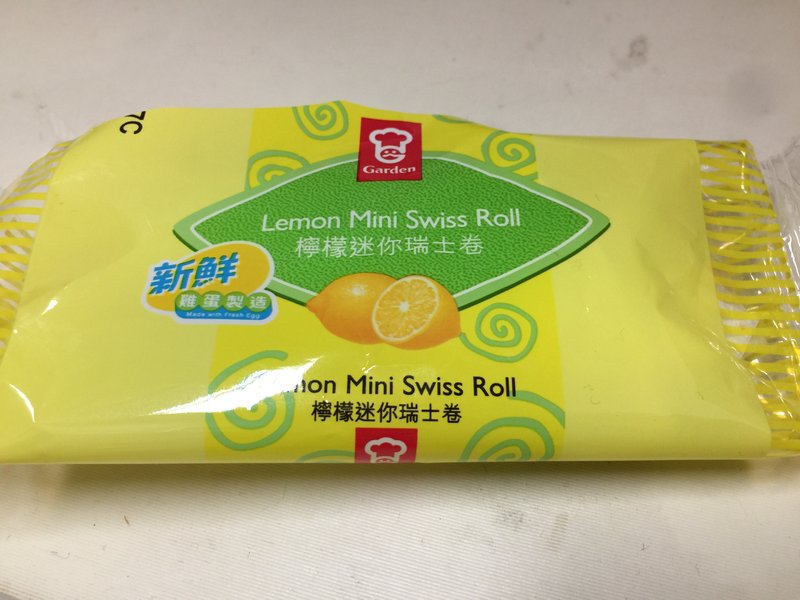 7C
Garden
Lemon Mini Swiss Roll
檸檬迷你瑞士卷
新鮮
雞蛋製造
Made with Fresh Egg
Mini Swiss Roll
檸檬迷你瑞士卷